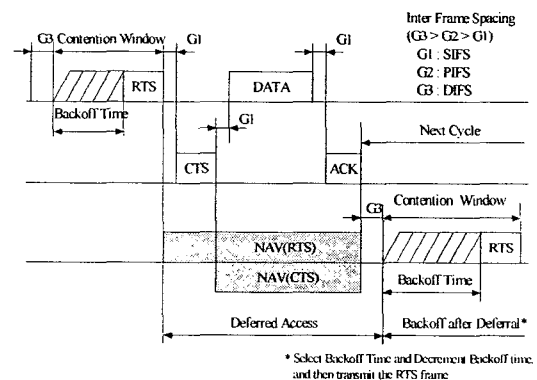 Inter Frame Spacing
(G3 > G2 > G1)
G1 : SIFS
G2 : PIFS
G3 : DIFS
G3 Contention Window G1 G1
RTS DATA
Backoff Time
G1 Next Cycle
CTS ACK
G3 Contention Window
NAV(RTS) RTS
NAV(CTS) Backoff Time
Deferred Access Backoff after Deferral*
* Select Backoff Time and Decrement Backoff time,
and then transmit the RTS frame